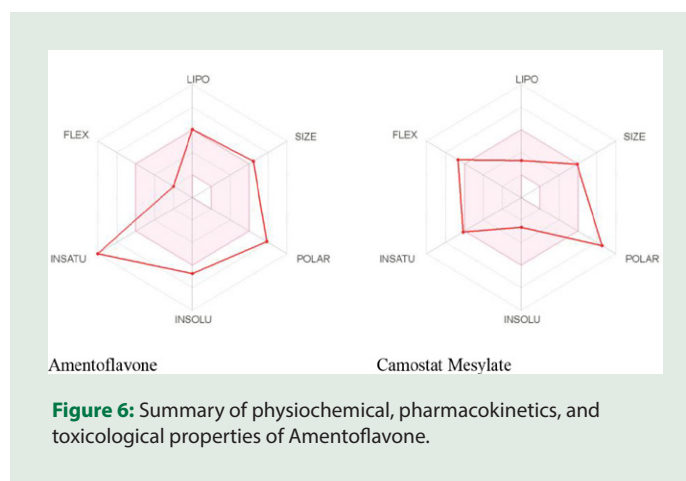 LIPO
LIPO
FLEX
SIZE
FLEX
SIZE
INSATU
POLAR
INSATU
POLAR
INSOLU
INSOLU
Amentoflavone
Camostat Mesylate
Figure 6: Summary of physiochemical, pharmacokinetics, and
toxicological properties of Amentoflavone.